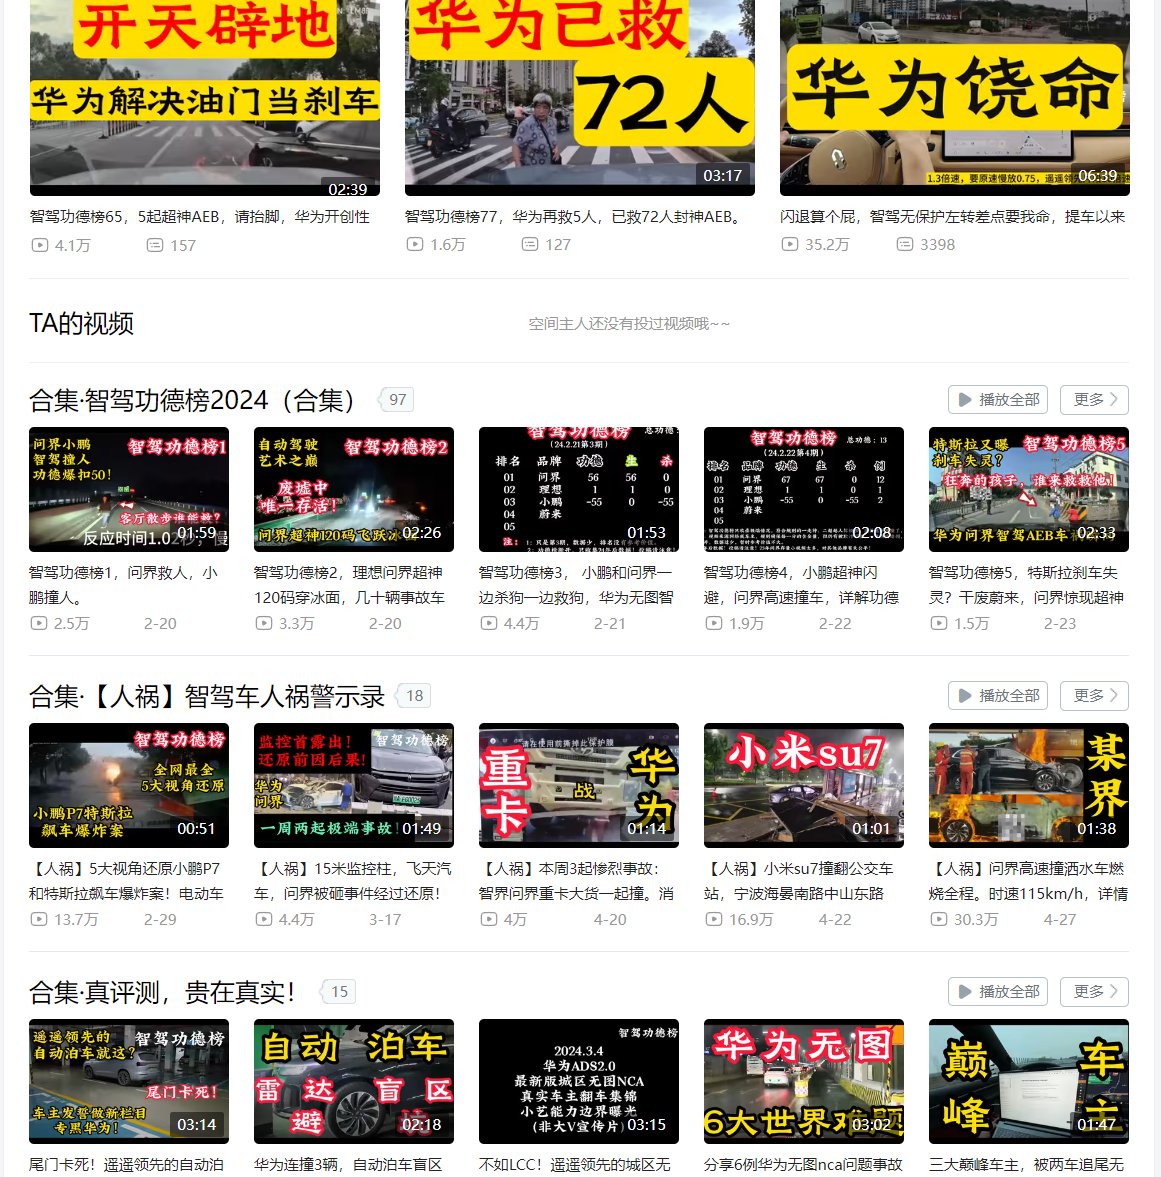 开天辟地
华为解决油门当刹车
02:39
华为已救
72人
03:17
华为饶命
1.3倍速，要原速慢放0.75，遥遥领先
06:39
智驾功德榜65，5起超神AEB，请抬脚，华为开创性
4.1万
157
智驾功德榜77，华为再救5人，已救72人封神AEB。
1.6万
127
闪退算个屁，智驾无保护左转差点要我命，提车以来
35.2万
3398
TA的视频
空间主人还没有投过视频哦~~
合集·智驾功德榜2024（合集）
97
播放全部
更多
问界小鹏
智驾撞人
功德爆扣50！
智驾功德榜1
客厅散步谁能救？
反应时间1.0
01:59
自动驾驶
艺术之巅
智驾功德榜2
废墟中
唯一存活！
问界超神120码飞跃冰
02:26
智驾功德榜
总功德：
(24.2.21第3期)
排名 品牌 功德 生 杀
01 问界 56 56 0
02 理想 1 1 0
03 小鹏 -55 0 -55
04 蔚来
05
01:53
智驾功德榜
总功德：13
(24.2.22第4期)
排名 品牌 功德 生 杀 例
01 问界 67 67 0 12
02 理想 1 1 0 1
03 小鹏 -55 0 -55 2
04 蔚来
05
02:08
特斯拉又曝
刹车失灵？
智驾功德榜5
狂奔的孩子，谁来救救他！
华为问界智驾AEB车
02:33
智驾功德榜1，问界救人，小
鹏撞人。
2.5万
2-20
智驾功德榜2，理想问界超神
120码穿冰面，几十辆事故车
3.3万
2-20
智驾功德榜3， 小鹏和问界一
边杀狗一边救狗，华为无图智
4.4万
2-21
智驾功德榜4，小鹏超神闪
避，问界高速撞车，详解功德
1.9万
2-22
智驾功德榜5，特斯拉刹车失
灵？干废蔚来，问界惊现超神
1.5万
2-23
合集·【人祸】智驾车人祸警示录
18
播放全部
更多
智驾功德榜
全网最全
5大视角还原
小鹏P7特斯拉
飙车爆炸案
00:51
监控首露出！
还原前因后果！
智驾功德榜
华为
问界
一周两起极端事故！
01:49
请在使用前撕掉此保护膜
重卡
战
华为
01:14
小米su7
01:01
某界
01:38
【人祸】5大视角还原小鹏P7
和特斯拉飙车爆炸案！电动车
13.7万
2-29
【人祸】15米监控柱，飞天汽
车，问界被砸事件经过还原！
4.4万
3-17
【人祸】本周3起惨烈事故：
智界问界重卡大货一起撞。消
4万
4-20
【人祸】小米su7撞翻公交车
站，宁波海晏南路中山东路
16.9万
4-22
【人祸】问界高速撞洒水车燃
烧全程。时速115km/h，详情
30.3万
4-27
合集·真评测，贵在真实！
15
播放全部
更多
遥遥领先的
自动泊车就这？
智驾功德榜
尾门卡死！
车主发誓做新栏目
专黑华为！
03:14
自动 泊车
雷达 盲区
避
02:18
智驾功德榜
2024.3.4
华为ADS2.0
最新版城区无图NCA
真实车主翻车集锦
小艺能力边界曝光
(非大V宣传片)
03:15
华为无图
6大世界难题
03:02
巅峰
车主
01:47
尾门卡死！遥遥领先的自动泊
华为连撞3辆，自动泊车盲区
不如LCC！遥遥领先的城区无
分享6例华为无图nca问题事故
三大巅峰车主，被两车追尾无